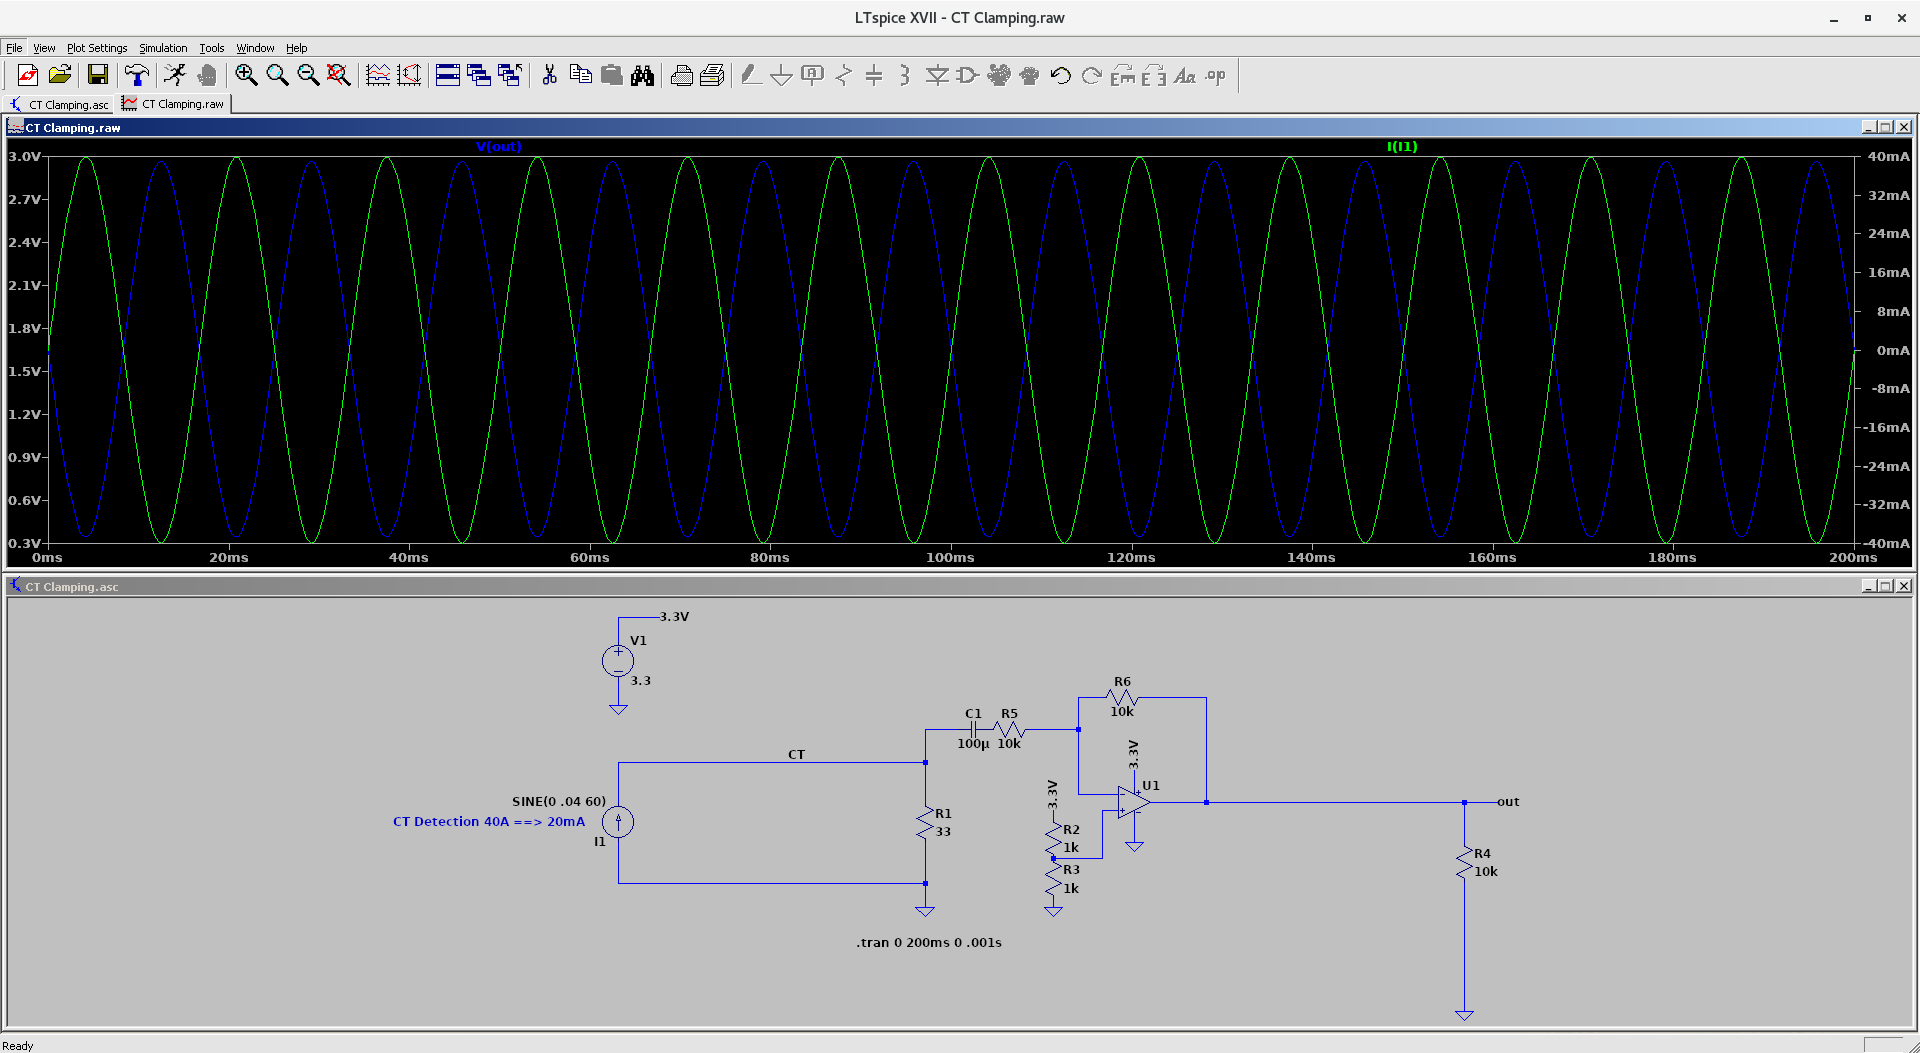 LTspice XVII - CT Clamping.raw
File View Plot Settings Simulation Tools Window Help
CT Clamping.asc CT Clamping.raw
CT Clamping.raw
V(out) I(I1)
3.0V 40mA
2.7V 32mA
2.4V 24mA
2.1V 16mA
1.8V 8mA
0mA
1.5V -8mA
1.2V -16mA
0.9V -24mA
0.6V -32mA
0.3V -40mA
0ms 20ms 40ms 60ms 80ms 100ms 120ms 140ms 160ms 180ms 200ms
CT Clamping.asc
3.3V
V1
3.3
R6
10k
C1 R5
100µ 10k
3.3V
CT
U1
3.3V
SINE(0 .04 60)
out
CT Detection 40A ==> 20mA
I1
R1
33
R2
1k
R3
1k
R4
10k
.tran 0 200ms 0 .001s
Ready